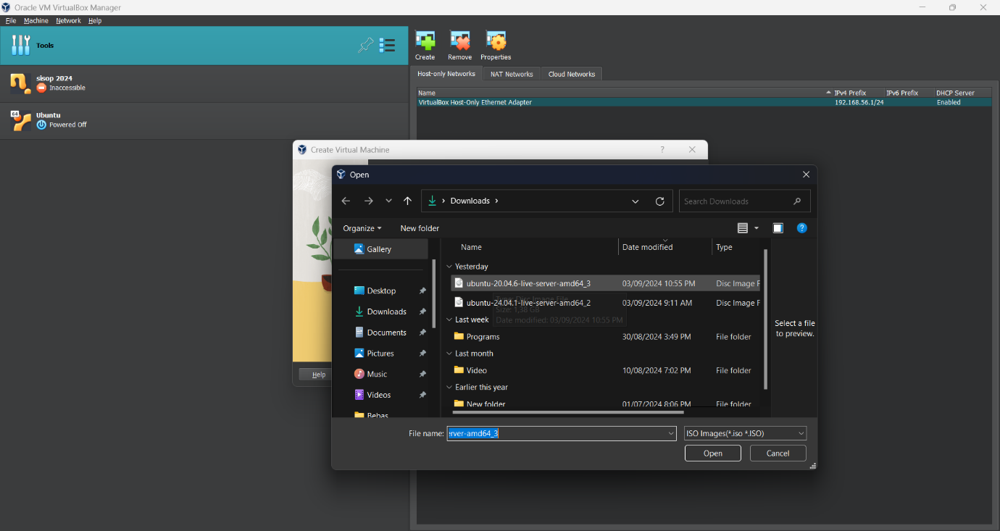 Oracle VM VirtualBox Manager
File Machine Network Help
Tools
Create Remove Properties
Host-only Networks NAT Networks Cloud Networks
Name IPv4 Prefix IPv6 Prefix DHCP Server
VirtualBox Host-Only Ethernet Adapter 192.168.56.1/24 Enabled
sisop 2024
Inaccessible
64
Ubuntu
Powered Off
Create Virtual Machine ?
Open
Downloads
Search Downloads
Organize New folder
?
Gallery
Desktop
Downloads
Documents
Pictures
Music
Videos
Bebas
Name Date modified Type
Yesterday
ubuntu-20.04.6-live-server-amd64_3 03/09/2024 10:55 PM Disc Image F
ubuntu-24.04.1-live-server-amd64_2 03/09/2024 9:11 AM Disc Image F
Type: Disc Image File
Size: 1,38 GB
Date modified: 03/09/2024 10:55 PM
Last week
Programs 30/08/2024 3:49 PM File folder
Last month
Video 10/08/2024 7:02 PM File folder
Earlier this year
New folder 01/07/2024 8:06 PM File folder
Select a file
to preview.
File name: erver-amd64_3 ISO Images(*.iso *.ISO)
Open Cancel
Help